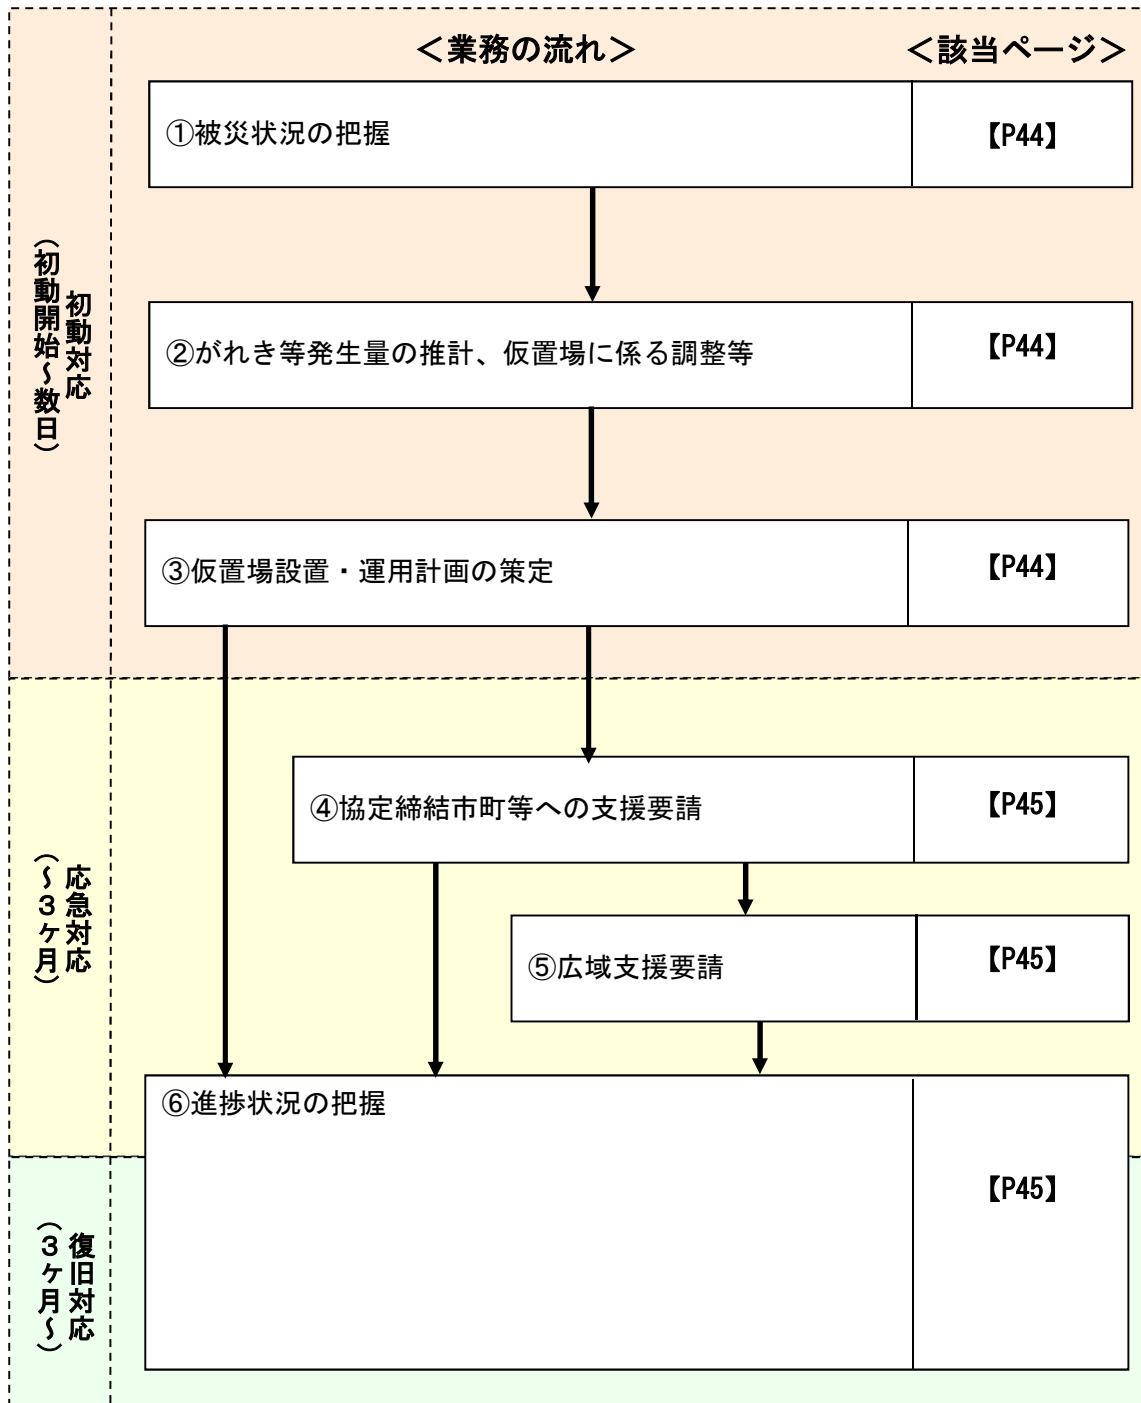 ＜業務の流れ＞
＜該当ページ＞
初動対応
（初動開始～数日）
①被災状況の把握
【P44】
②がれき等発生量の推計、仮置場に係る調整等
【P44】
③仮置場設置・運用計画の策定
【P44】
応急対応
（～３ヶ月）
④協定締結市町等への支援要請
【P45】
⑤広域支援要請
【P45】
⑥進捗状況の把握
【P45】
復旧対応
（３ヶ月～）